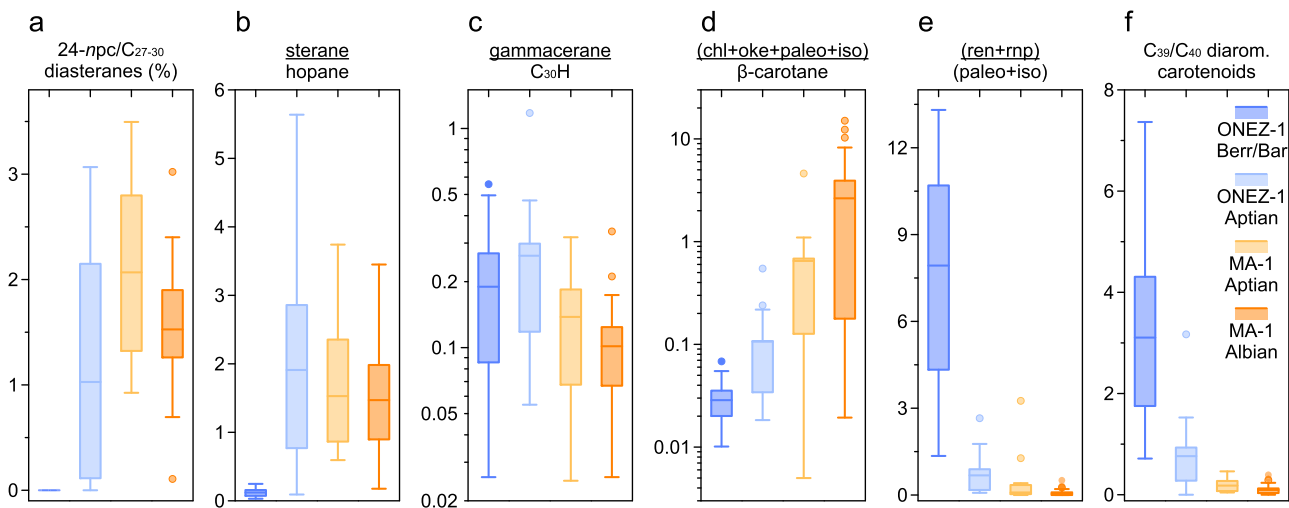 a
24-npc/C27-30
diasteranes (%)
3
2
1
0
b
sterane
hopane
6
5
4
3
2
1
0
c
gammacerane
C30H
1
0.5
0.2
0.1
0.05
0.02
d
(chl+oke+paleo+iso)
β-carotane
10
1
0.1
0.01
e
(ren+rnp)
(paleo+iso)
12
9
6
3
0
f
C39/C40 diarom.
carotenoids
8
6
4
2
0
ONEZ-1
Berr/Bar
ONEZ-1
Aptian
MA-1
Aptian
MA-1
Albian